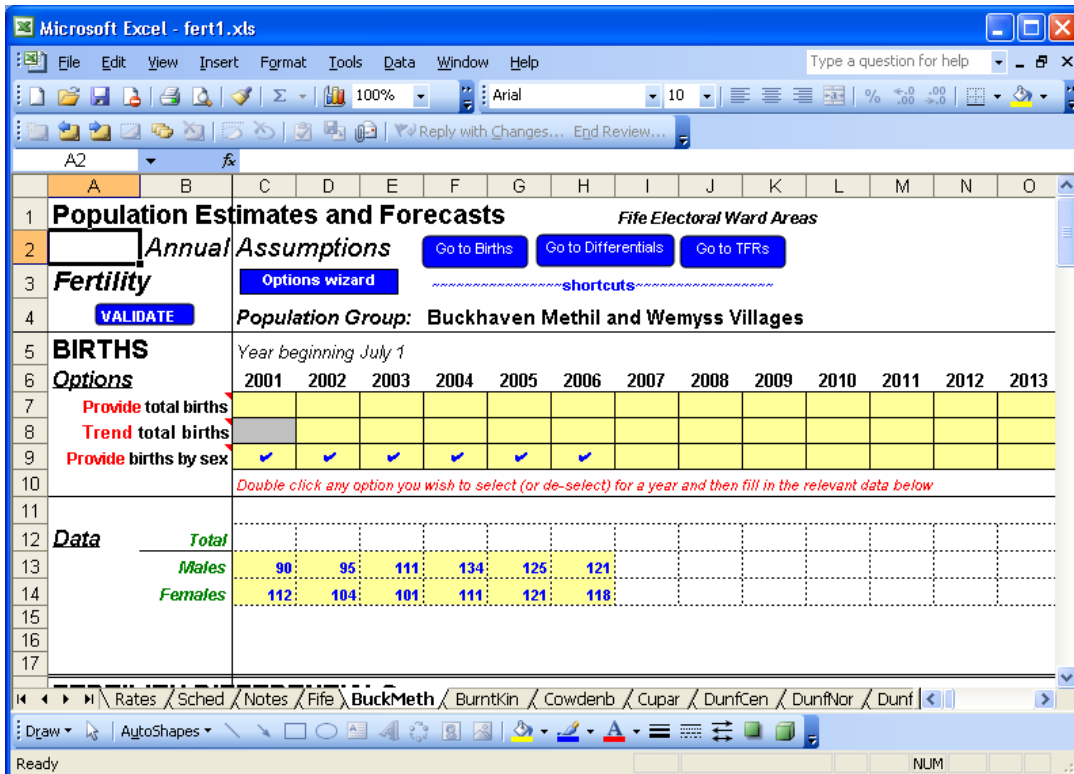 Microsoft Excel - fert1.xls
File Edit View Insert Format Tools Data Window Help Type a question for help
100% Arial 10
Reply with Changes... End Review...
A2 fx
A B C D E F G H I J K L M N O
1 Population Estimates and Forecasts Fife Electoral Ward Areas
2 Annual Assumptions Go to Births Go to Differentials Go to TFRs
3 Fertility Options wizard ~~~~~~~~~~~~~~~~~shortcuts~~~~~~~~~~~~~~~~~~
4 VALIDATE Population Group: Buckhaven Methil and Wemyss Villages
5 BIRTHS Year beginning July 1
6 Options 2001 2002 2003 2004 2005 2006 2007 2008 2009 2010 2011 2012 2013
7 Provide total births
8 Trend total births
9 Provide births by sex ✔ ✔ ✔ ✔ ✔ ✔
10 Double click any option you wish to select (or de-select) for a year and then fill in the relevant data below
11
12 Data Total
13 Males 90 95 111 134 125 121
14 Females 112 104 101 111 121 118
15
16
17
Rates Sched Notes Fife BuckMeth BurntKin Cowdenb Cupar DunfCen DunfNor Dunf
Draw AutoShapes
Ready NUM